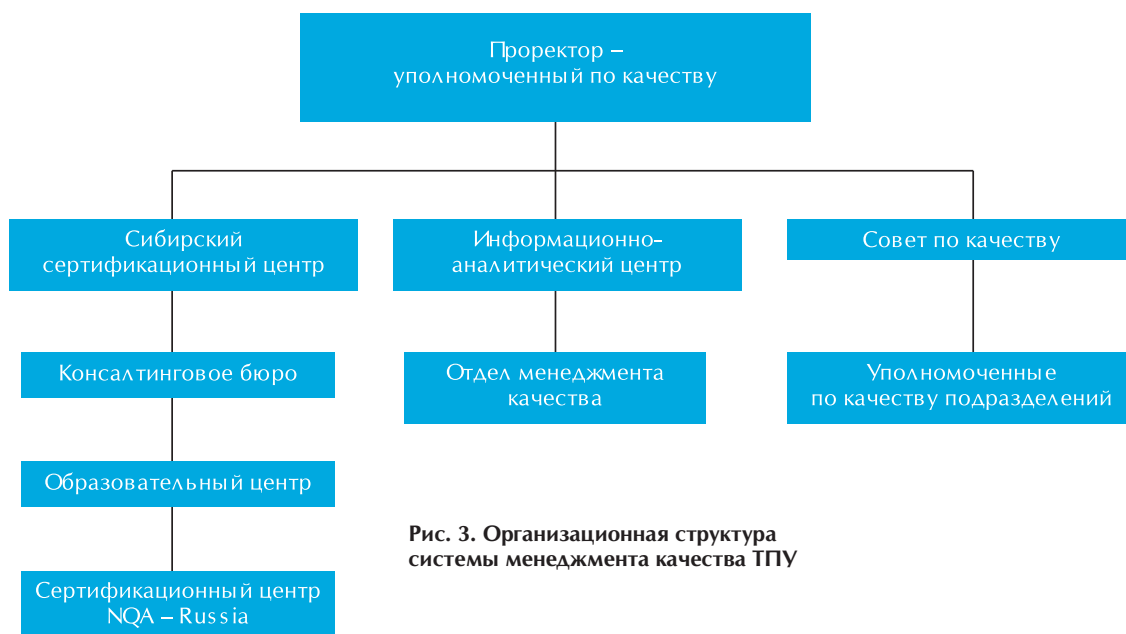 Проректор –
уполномоченный по качеству
Сибирский
сертификационный центр
Информационно-
аналитический центр
Совет по качеству
Консалтинговое бюро
Отдел менеджмента
качества
Уполномоченные
по качеству подразделений
Образовательный центр
Рис. 3. Организационная структура
системы менеджмента качества ТПУ
Сертификационный центр
NQA – Russia